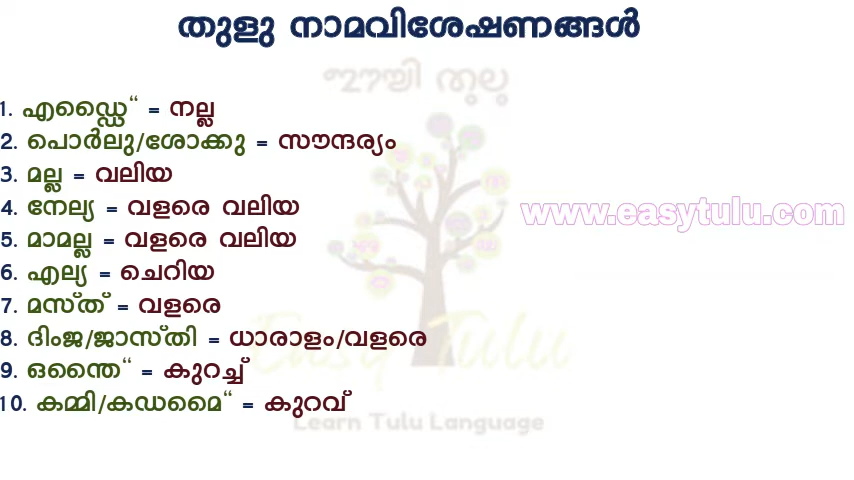 തുളു നാമവിശേഷണങ്ങൾ
ഈസി തുലു
1. എഡ്ഡെ“ = നല്ല
2. പൊർലു/ശോക്കു = സൗന്ദര്യം
3. മല്ല = വലിയ
4. നേല്യ = വളരെ വലിയ
www.easytulu.com
5. മാമല്ല = വളരെ വലിയ
6. എല്യ = ചെറിയ
7. മസ്ത് = വളരെ
8. ദിംജ/ജാസ്തി = ധാരാളം/വളരെ
Easy Tulu
9. ഒന്തൈ“ = കുറച്ച്
10. കമ്മി/കഡമൈ“ = കുറവ്
Learn Tulu Language